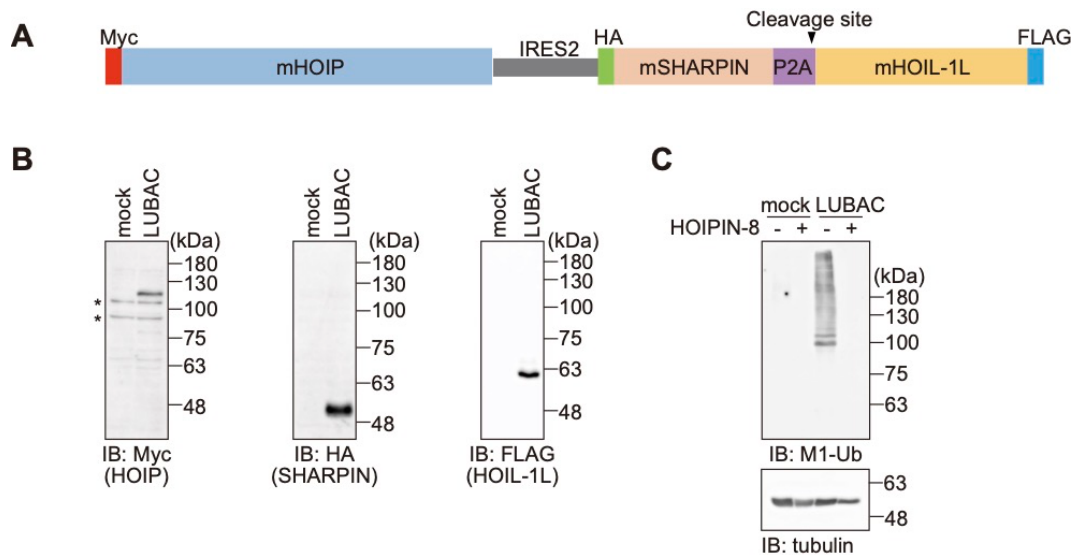 A
Cleavage site
Myc
IRES2
HA
FLAG
mHOIP
mSHARPIN
P2A
mHOIL-1L
B
mock
LUBAC
(kDa)
180
130
* 100
* 75
63
48
IB: Myc
(HOIP)
mock
LUBAC
(kDa)
180
130
100
75
63
48
IB: HA
(SHARPIN)
mock
LUBAC
(kDa)
180
130
100
75
63
48
IB: FLAG
(HOIL-1L)
C
mock LUBAC
HOIPIN-8 - + - +
(kDa)
180
130
100
75
63
IB: M1-Ub
63
48
IB: tubulin